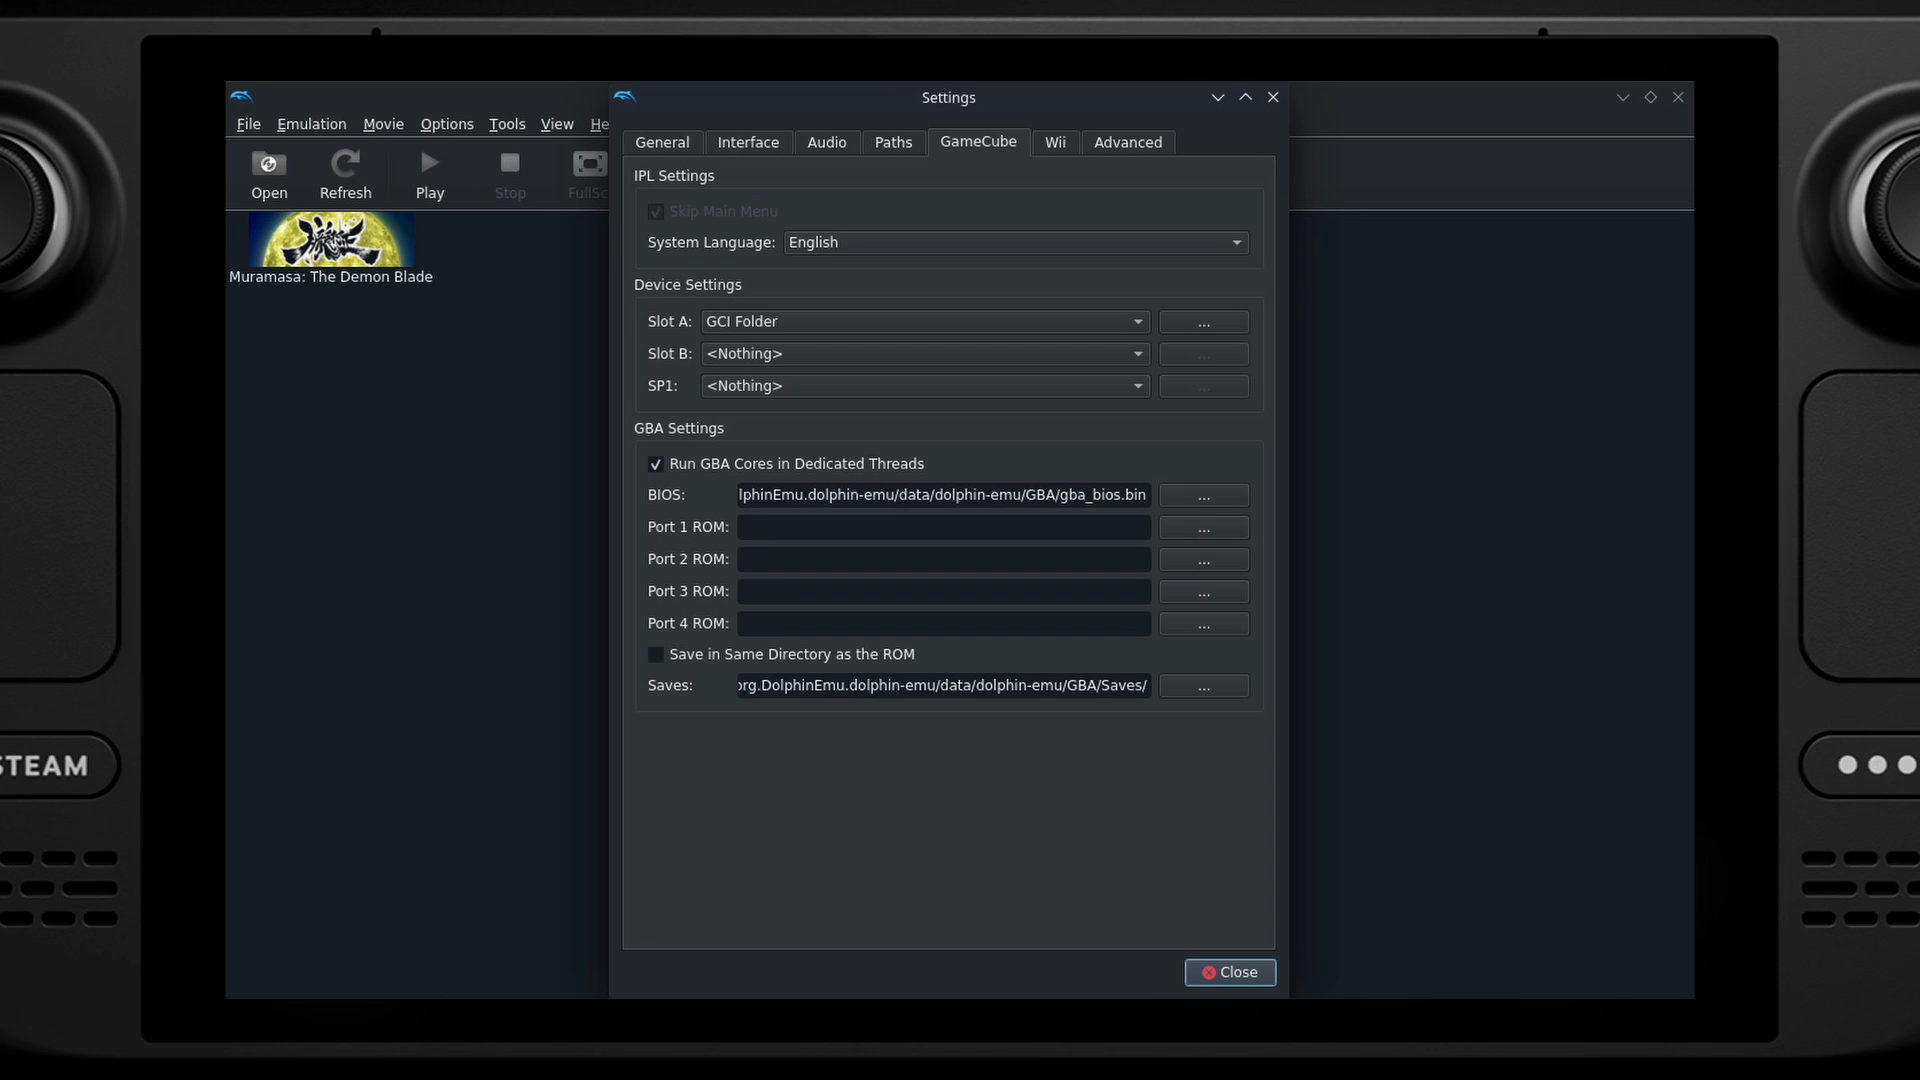 Settings
File Emulation Movie Options Tools View He
General Interface Audio Paths GameCube Wii Advanced
Open Refresh Play Stop FullSc
Muramasa: The Demon Blade
IPL Settings
Skip Main Menu
System Language: English
Device Settings
Slot A: GCI Folder ...
Slot B: <Nothing> ...
SP1: <Nothing> ...
GBA Settings
Run GBA Cores in Dedicated Threads
BIOS: lphinEmu.dolphin-emu/data/dolphin-emu/GBA/gba_bios.bin ...
Port 1 ROM: ...
Port 2 ROM: ...
Port 3 ROM: ...
Port 4 ROM: ...
Save in Same Directory as the ROM
Saves: org.DolphinEmu.dolphin-emu/data/dolphin-emu/GBA/Saves/ ...
Close
STEAM